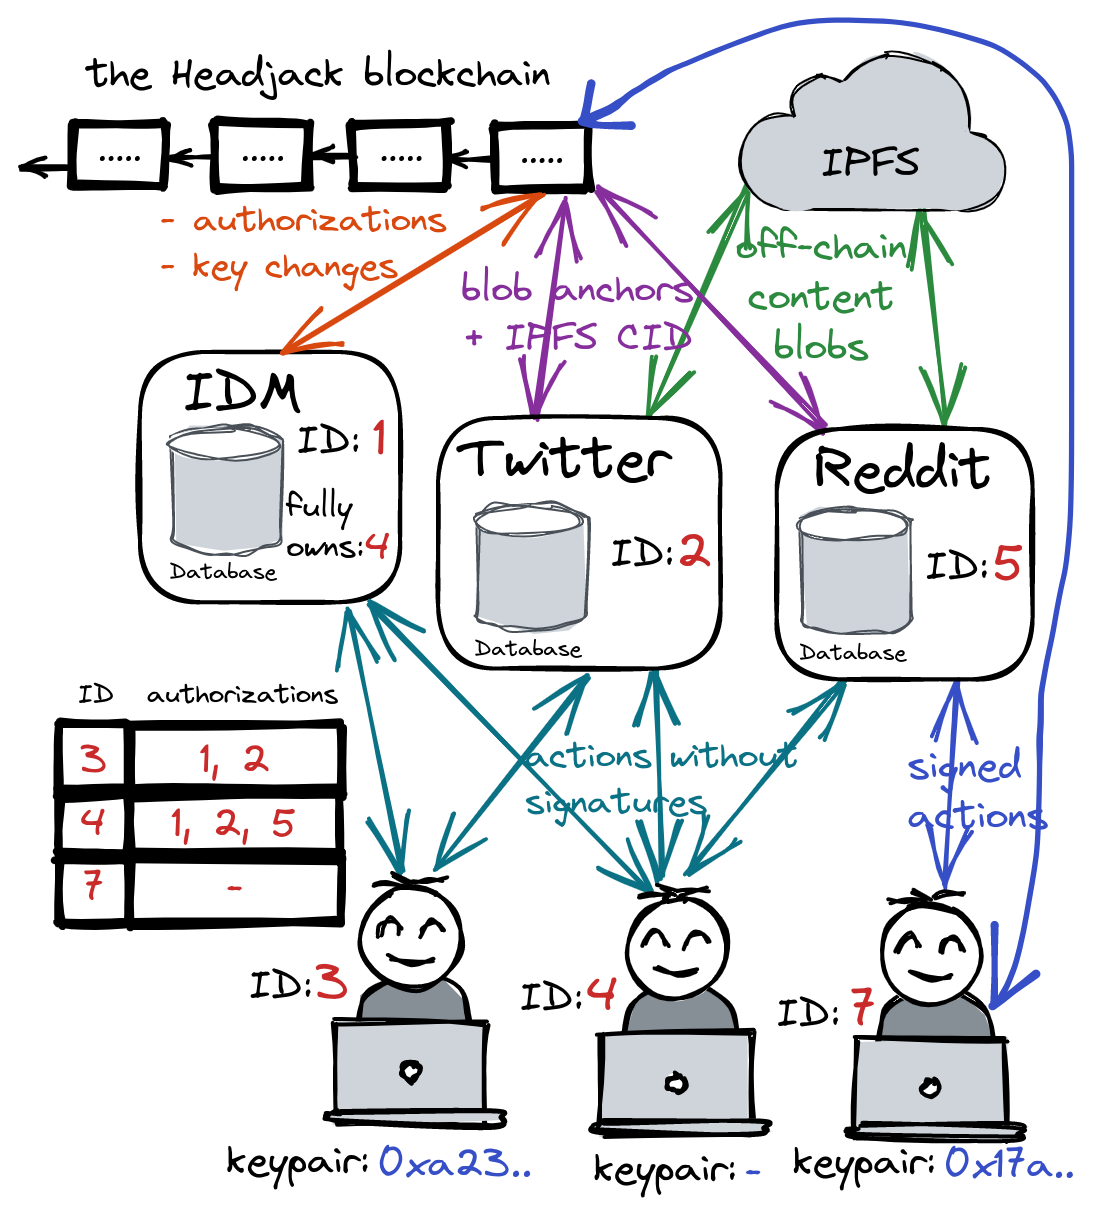 the Headjack blockchain
.....
.....
.....
.....
IPFS
- authorizations
- key changes
off-chain
content
blobs
blob anchors
+ IPFS CID
IDM
ID: 1
fully
owns: 4
Database
Twitter
ID: 2
Database
Reddit
ID: 5
Database
ID authorizations
3 1, 2
4 1, 2, 5
7 -
actions without
signatures
signed
actions
ID: 3
ID: 4
ID: 7
keypair: 0xa23..
keypair: -
keypair: 0x17a..